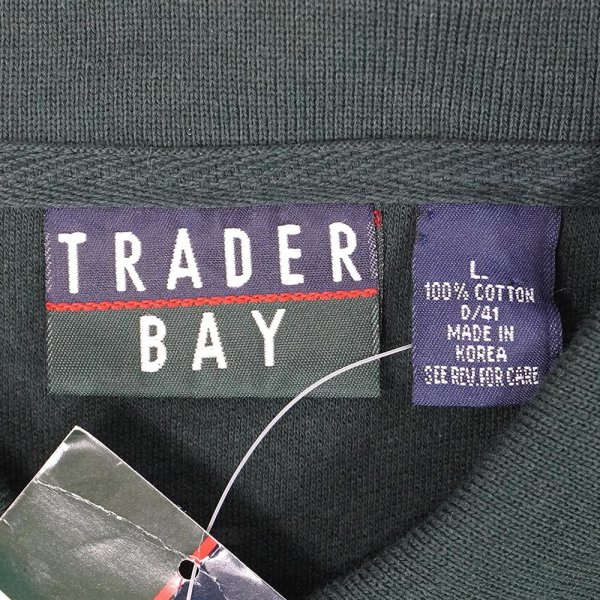 TRADER
BAY
L.
100% COTTON
D/41
MADE IN
KOREA
SEE REV. FOR CARE